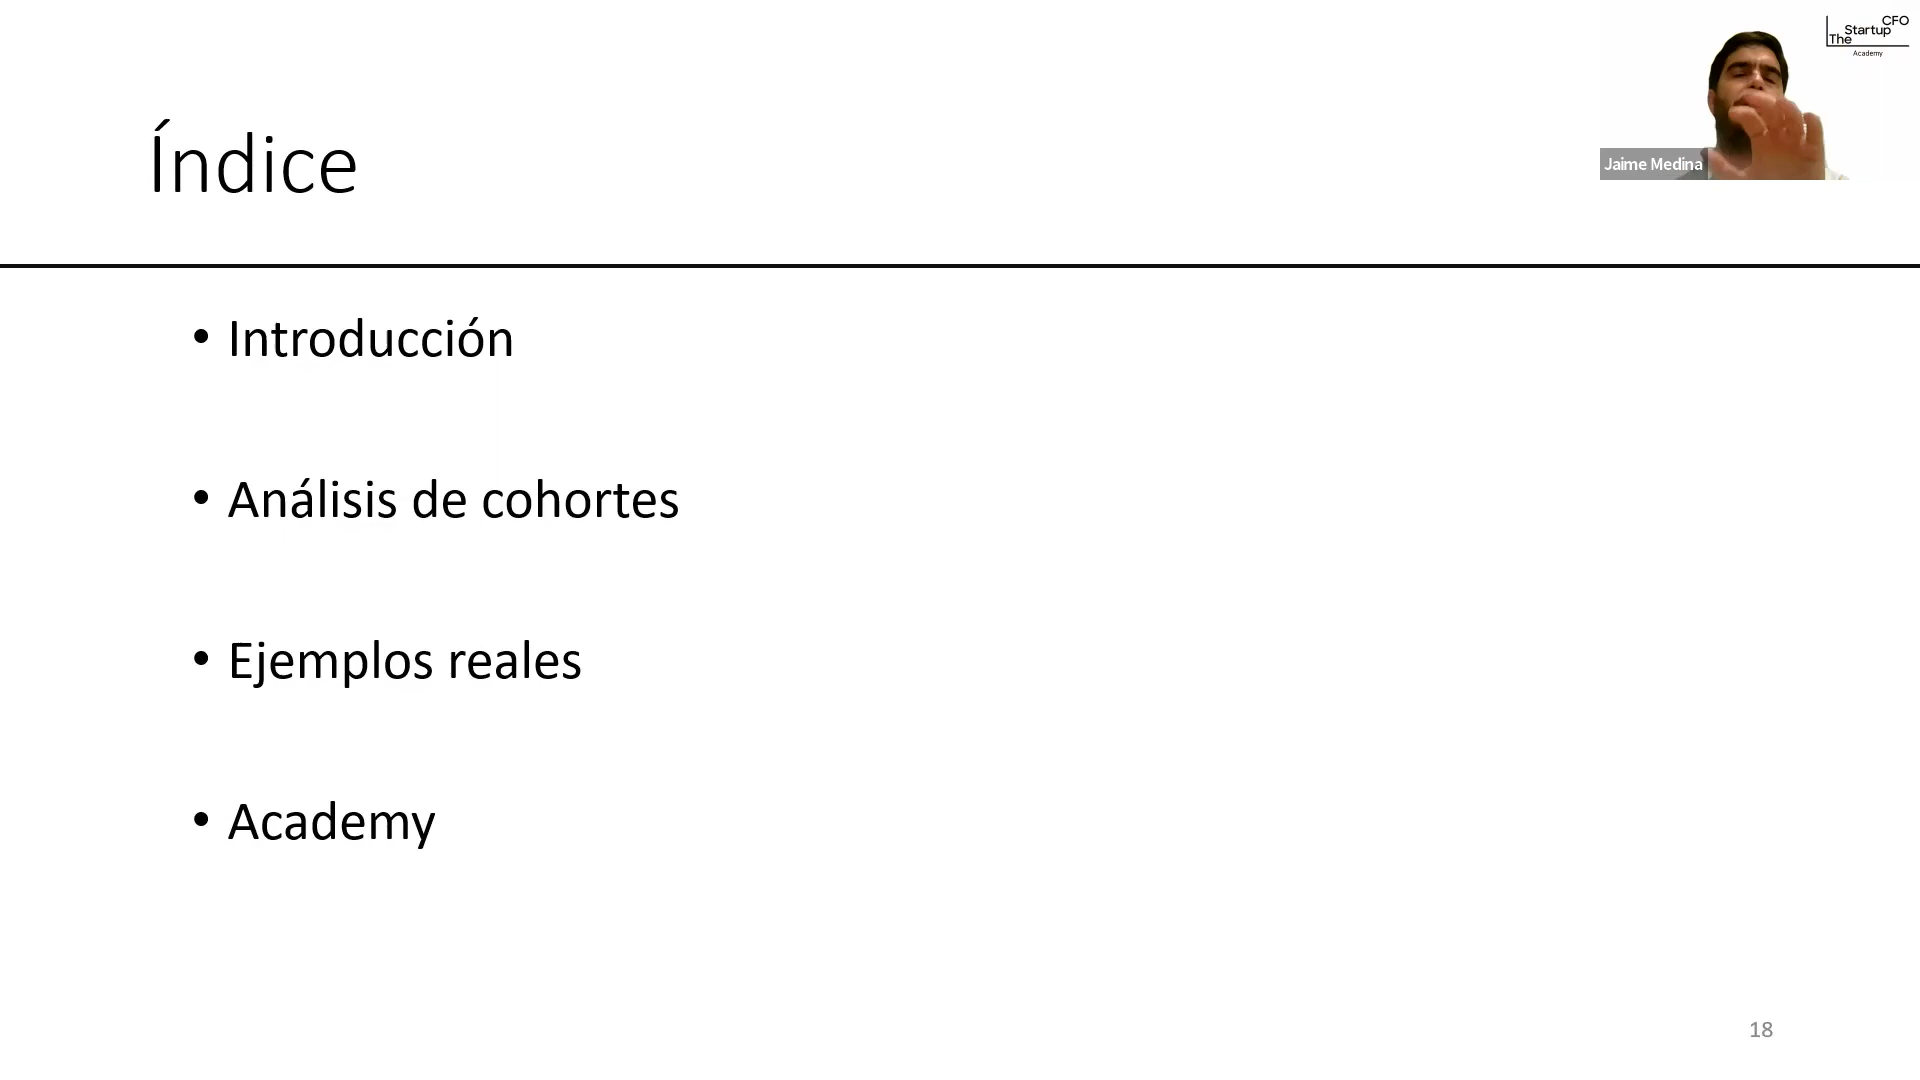 The Startup CFO
Academy
Jaime Medina
Índice
• Introducción
• Análisis de cohortes
• Ejemplos reales
• Academy
18